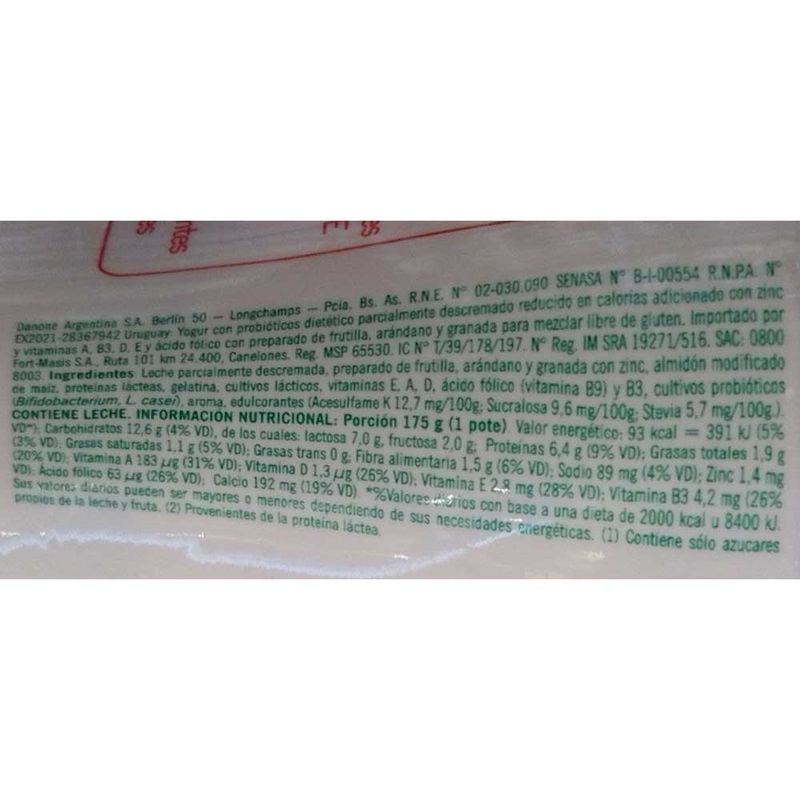 ntes
s
E
es
Danone Argentina S.A. Berlín 50 – Longchamps – Pcia. Bs. As. R.N.E. N° 02-030.090 SENASA N° B-I-00554 R.N.P.A. N°
EX2021-28367942 Uruguay: Yogur con probióticos dietético parcialmente descremado reducido en calorías adicionado con zinc
y vitaminas A, B3, D, E y ácido fólico con preparado de frutilla, arándano y granada para mezclar libre de gluten. Importado por
Fort-Masis S.A., Ruta 101 km 24.400, Canelones. Reg. MSP 65530. IC N° T/39/178/197. N° Reg. IM SRA 19271/516. SAC: 0800
8003 Ingredientes: Leche parcialmente descremada, preparado de frutilla, arándano y granada con zinc, almidón modificado
de maíz, proteínas lácteas, gelatina, cultivos lácticos, vitaminas E, A, D, ácido fólico (vitamina B9) y B3, cultivos probióticos
(Bifidobacterium, L. casei), aroma, edulcorantes (Acesulfame K 12,7 mg/100g; Sucralosa 9,6 mg/100g; Stevia 5,7 mg/100g.)
CONTIENE LECHE. INFORMACION NUTRICIONAL: Porción 175 g (1 pote) Valor energético: 93 kcal = 391 kJ (5%
VD*); Carbohidratos 12,6 g (4% VD), de los cuales: lactosa 7,0 g, fructosa 2,0 g; Proteínas 6,4 g (9% VD); Grasas totales 1,9 g
(3% VD); Grasas saturadas 1,1 g (5% VD); Grasas trans 0 g; Fibra alimentaria 1,5 g (6% VD); Sodio 89 mg (4% VD); Zinc 1,4 mg
(20% VD); Vitamina A 183 µg (31% VD); Vitamina D 1,3 µg (26% VD); Vitamina E 2,8 mg (28% VD); Vitamina B3 4,2 mg (26%
VD); Ácido fólico 63 µg (26% VD); Calcio 192 mg (19% VD). *%Valores diarios con base a una dieta de 2000 kcal u 8400 kJ.
Sus valores diarios pueden ser mayores o menores dependiendo de sus necesidades energéticas. (1) Contiene sólo azucares
propios de la leche y fruta. (2) Provenientes de la proteína láctea.